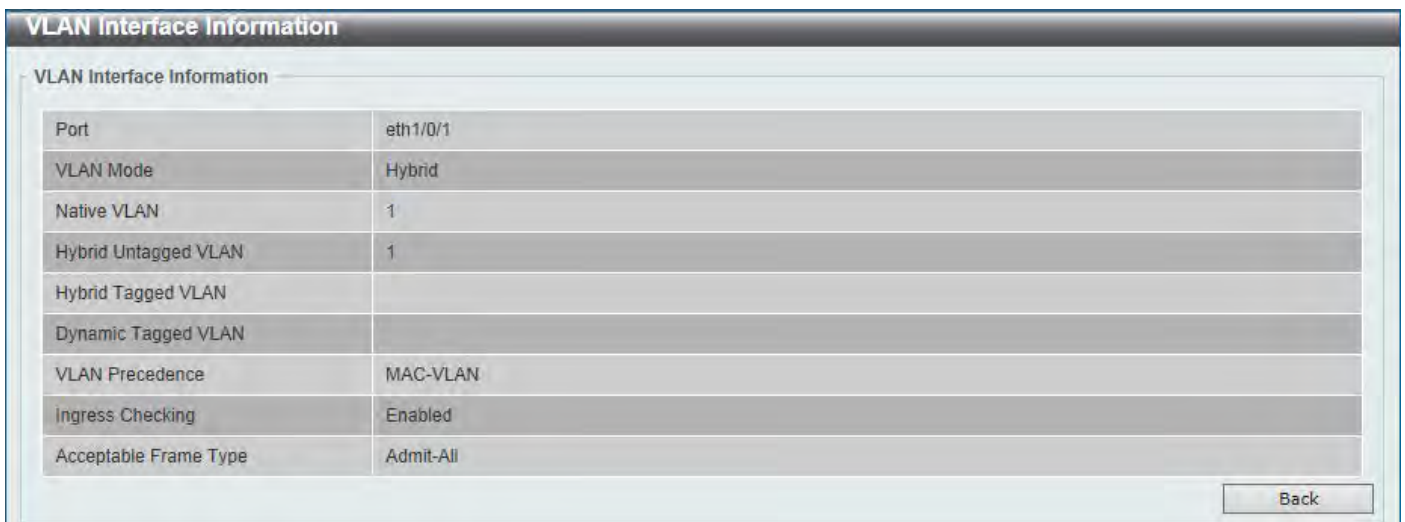 VLAN Interface Information
VLAN Interface Information
Port eth1/0/1
VLAN Mode Hybrid
Native VLAN 1
Hybrid Untagged VLAN 1
Hybrid Tagged VLAN
Dynamic Tagged VLAN
VLAN Precedence MAC-VLAN
Ingress Checking Enabled
Acceptable Frame Type Admit-All
Back